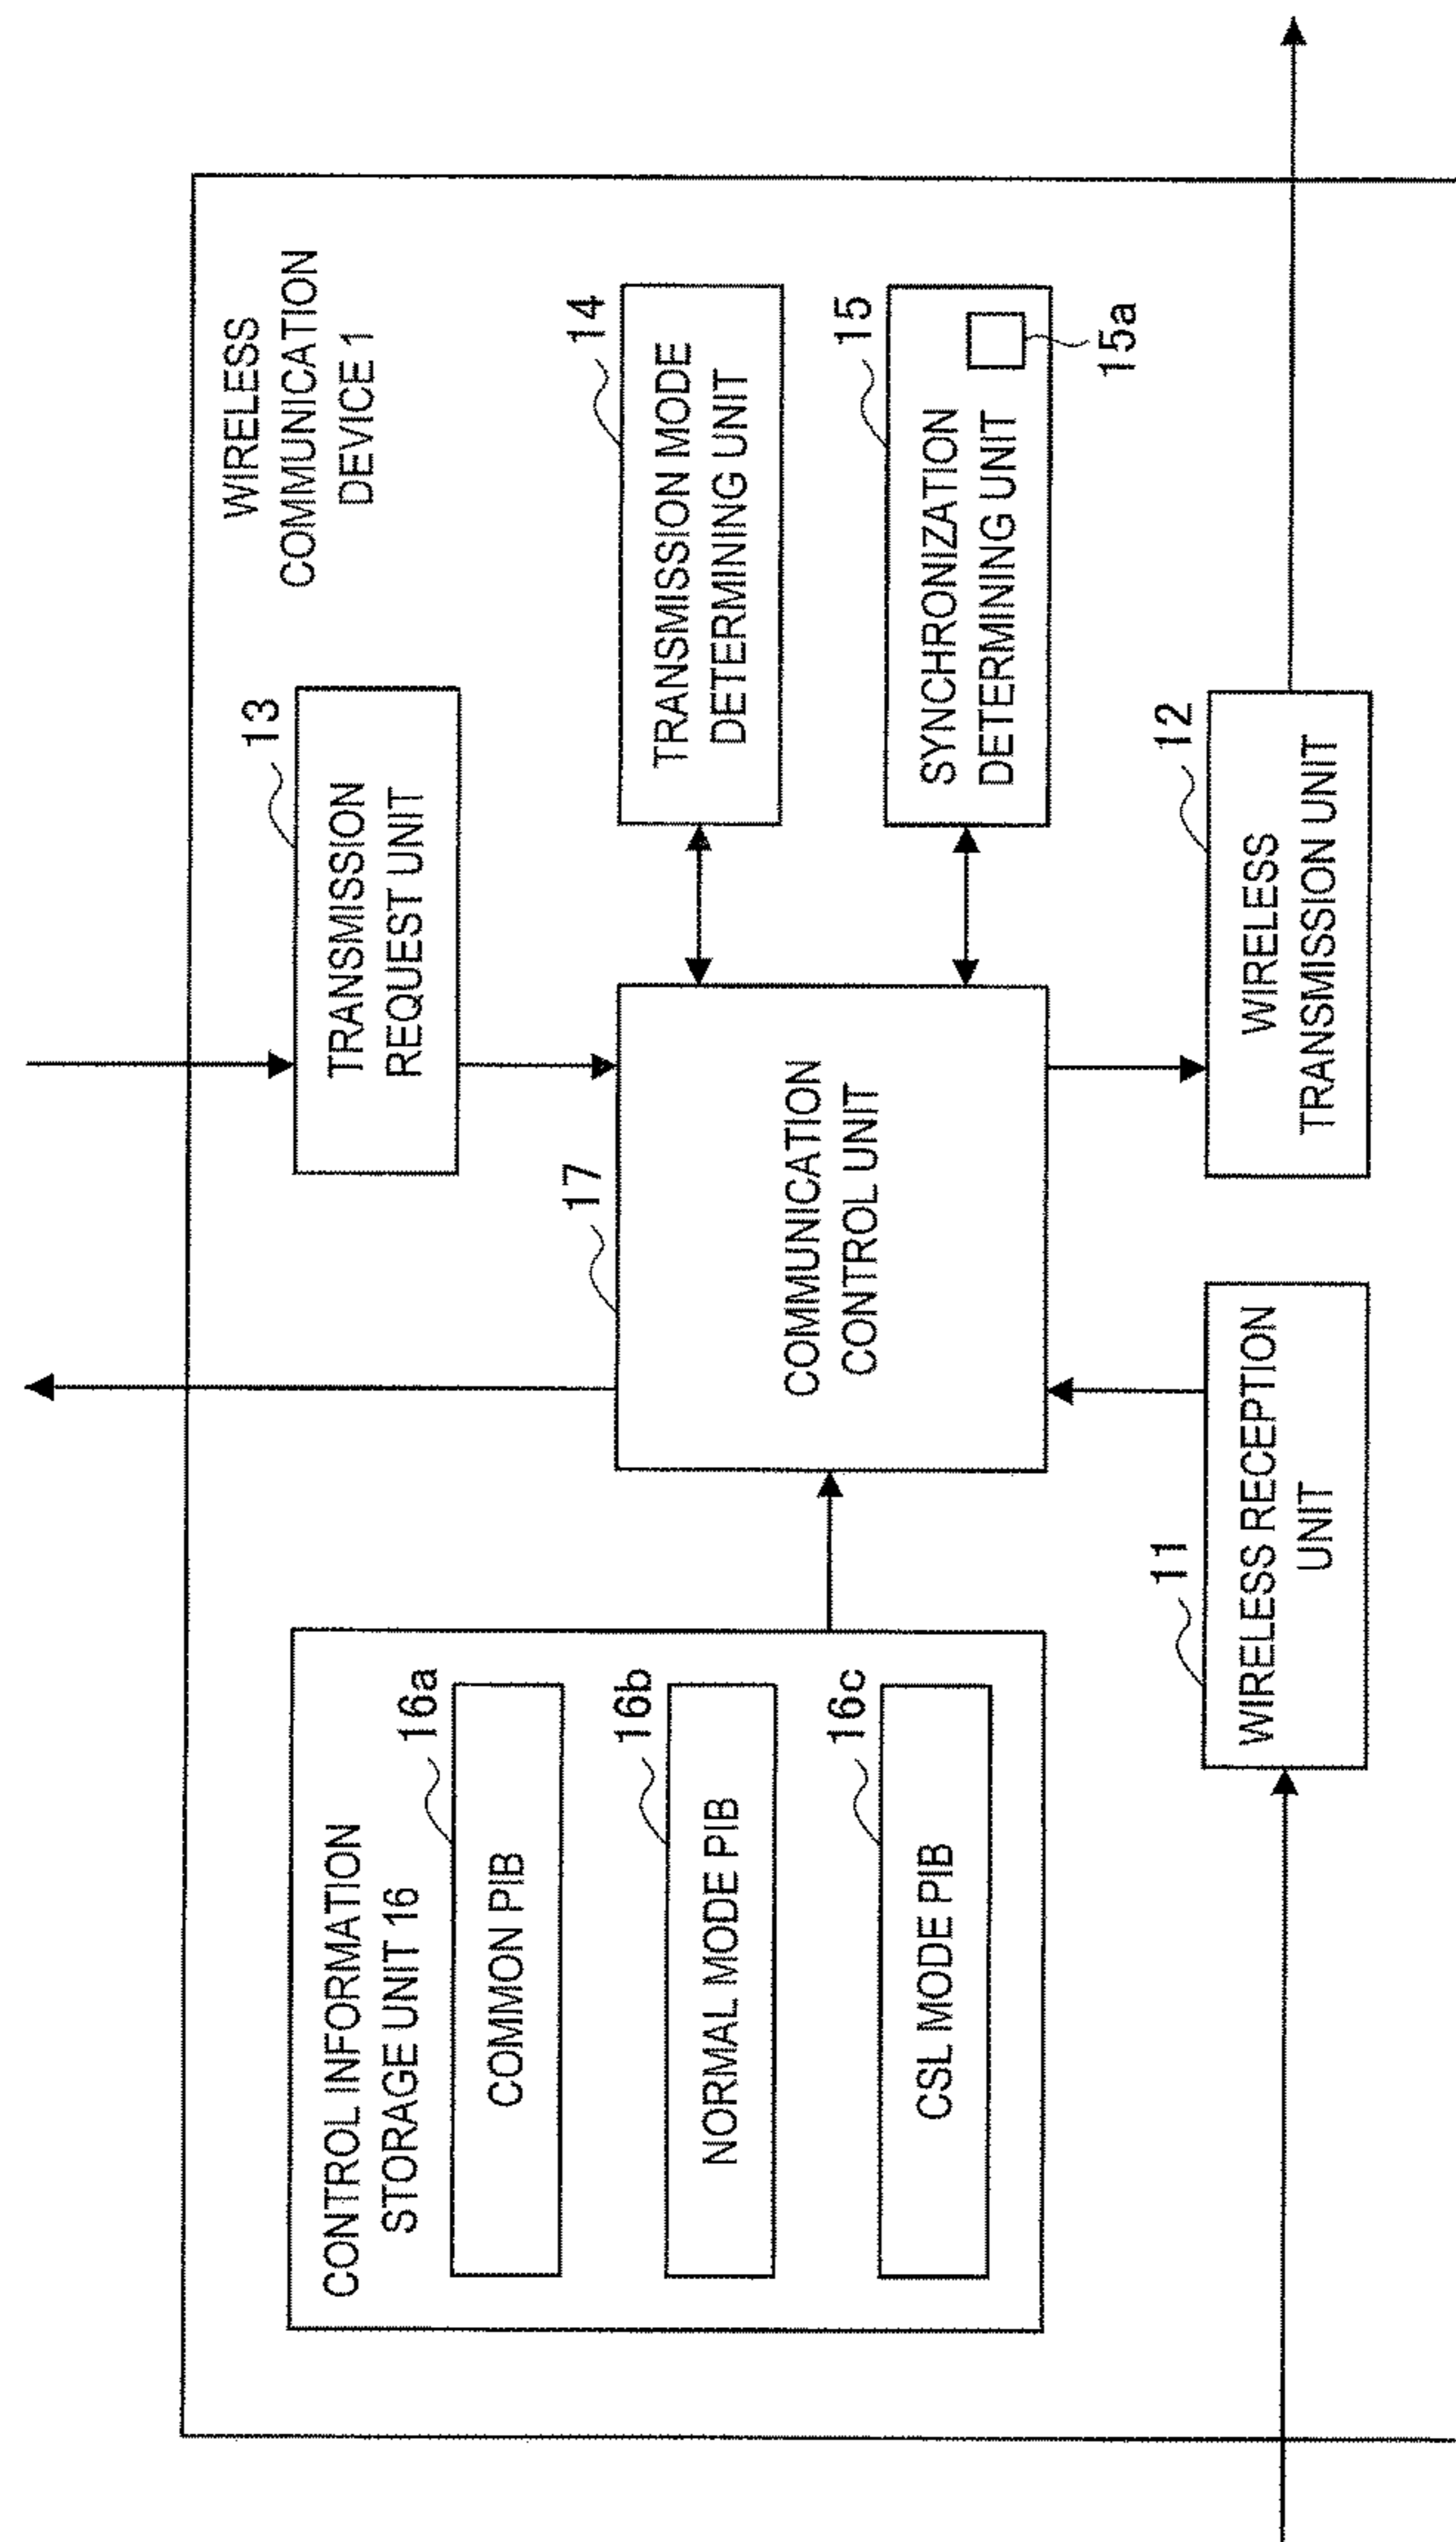 WIRELESS
COMMUNICATION
DEVICE 1
CONTROL INFORMATION
STORAGE UNIT 16
16a
COMMON PIB
16b
NORMAL MODE PIB
16c
CSL MODE PIB
13
TRANSMISSION
REQUEST UNIT
17
COMMUNICATION
CONTROL UNIT
14
TRANSMISSION MODE
DETERMINING UNIT
15
SYNCHRONIZATION
DETERMINING UNIT
15a
11
WIRELESS RECEPTION
UNIT
12
WIRELESS
TRANSMISSION UNIT